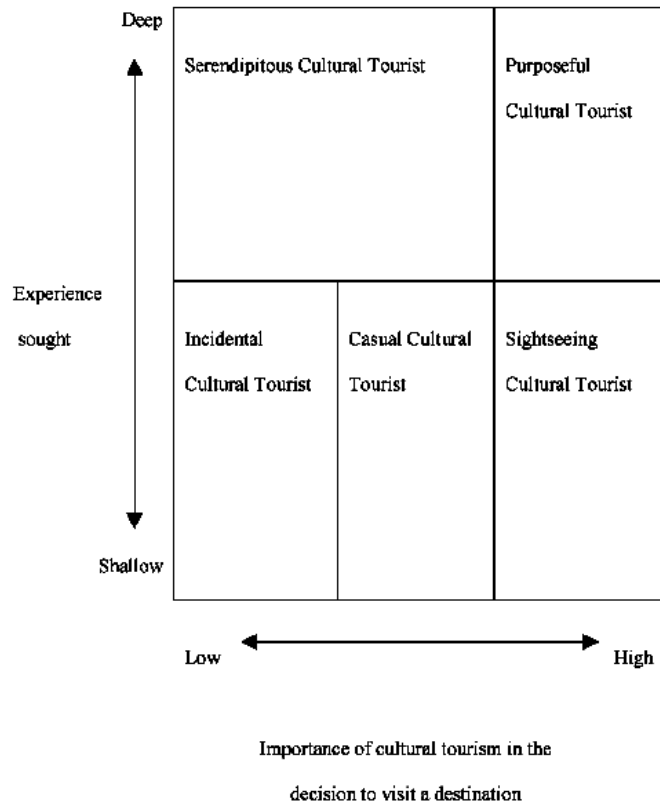 Deep
Serendipitous Cultural Tourist
Purposeful
Cultural Tourist
Experience
sought
Incidental
Cultural Tourist
Casual Cultural
Tourist
Sightseeing
Cultural Tourist
Shallow
Low
High
Importance of cultural tourism in the
decision to visit a destination